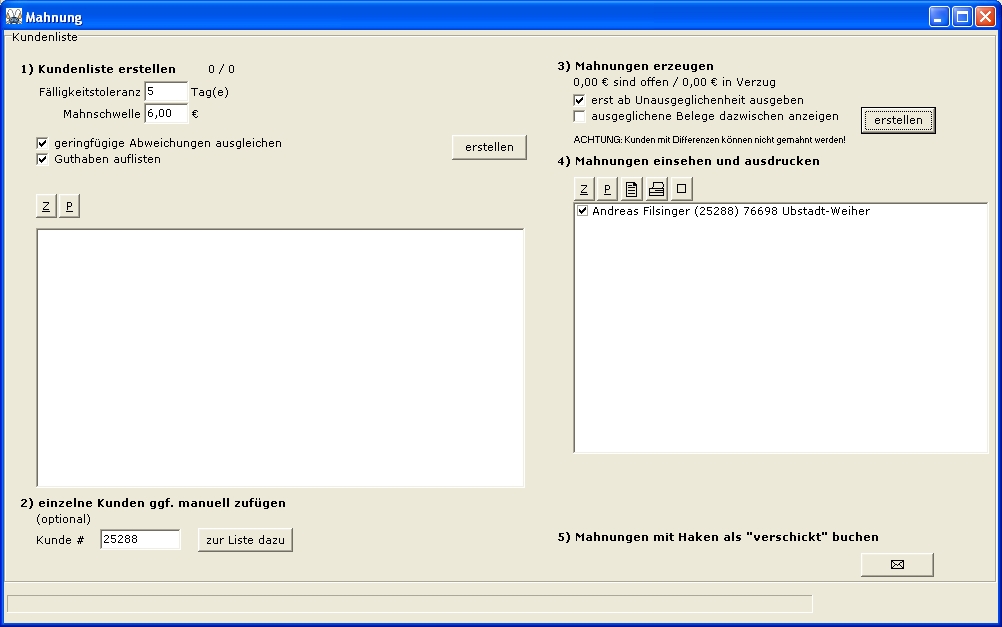 Mahnung
Kundenliste
1) Kundenliste erstellen 0 / 0
Fälligkeitstoleranz 5 Tag(e)
Mahnschwelle 6,00 €
geringfügige Abweichungen ausgleichen
Guthaben auflisten
erstellen
Z P
2) einzelne Kunden ggf. manuell zufügen
(optional)
Kunde # 25288 zur Liste dazu
3) Mahnungen erzeugen
0,00 € sind offen / 0,00 € in Verzug
erst ab Unausgeglichenheit ausgeben
ausgeglichene Belege dazwischen anzeigen
erstellen
ACHTUNG: Kunden mit Differenzen können nicht gemahnt werden!
4) Mahnungen einsehen und ausdrucken
Z P
Andreas Filsinger (25288) 76698 Ubstadt-Weiher
5) Mahnungen mit Haken als "verschickt" buchen